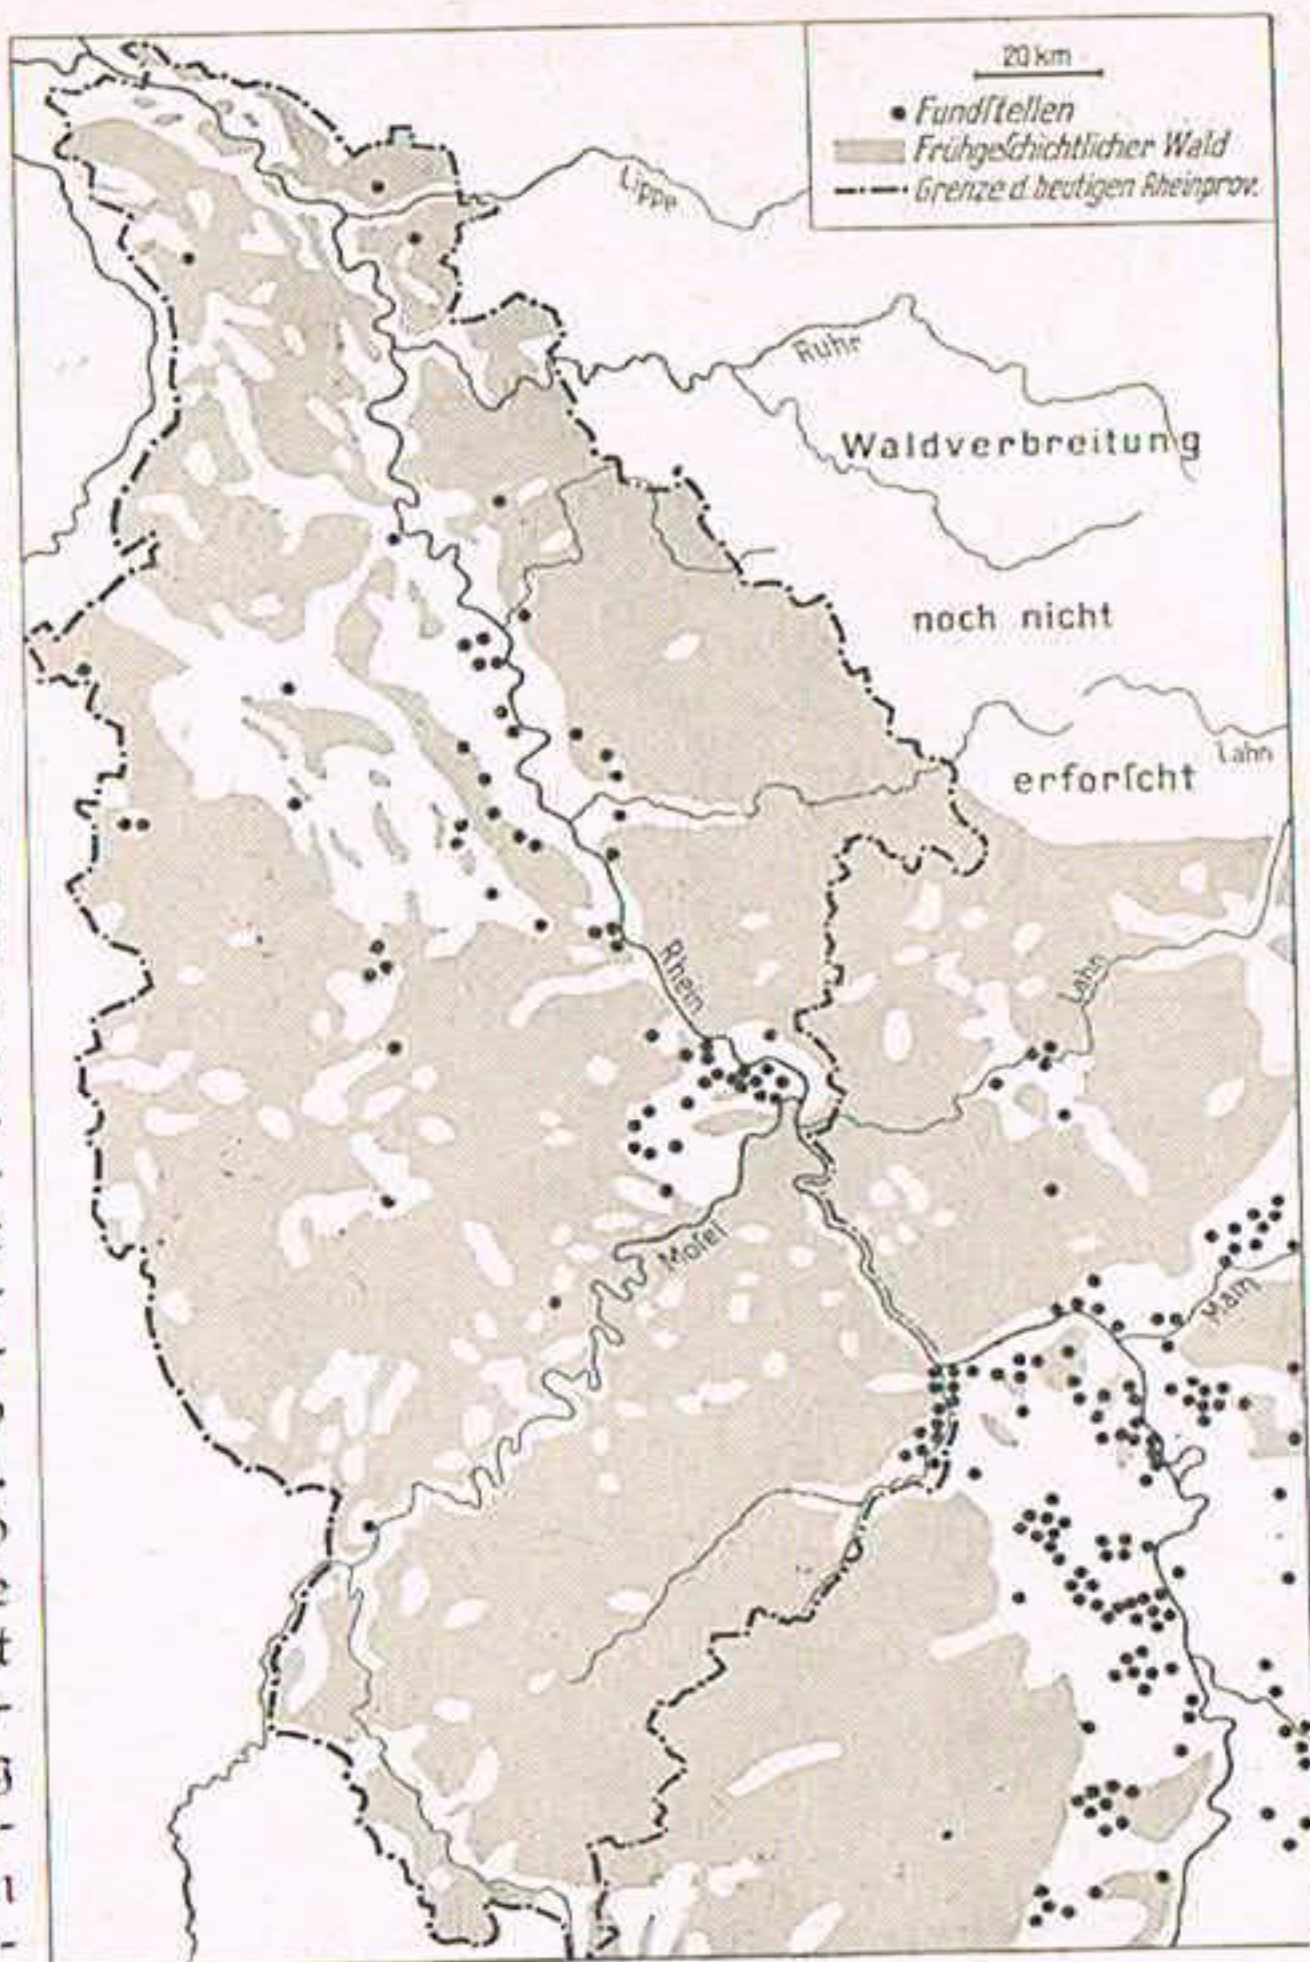 20 km
Fundſtellen
Frühgeſchichtlicher Wald
Grenze d. heutigen Rheinprov.
Lippe
Ruhr
Waldverbreitung
noch nicht
erforſcht
Lahn
Rhein
Lahn
Moſel
Main